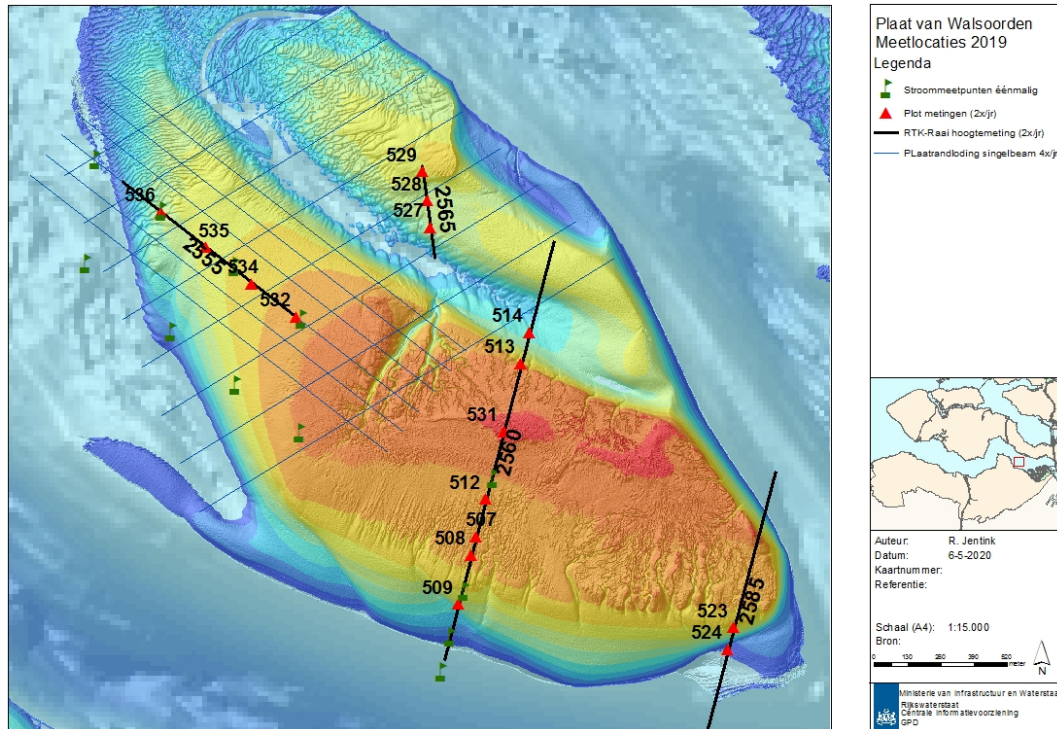 529
528
527
2565
536
535
2555
534
532
514
513
531
2560
512
507
508
509
2585
523
524
Plaat van Walsoorden
Meetlocaties 2019
Legenda
Stroommeetpunten éénmalig
Plot metingen (2x/jr)
RTK-Raai hoogtemeting (2x/jr)
PLaatrandloding singelbeam 4x/jr
Auteur: R. Jentink
Datum: 6-5-2020
Kaartnummer:
Referentie:
Schaal (A4): 1:15.000
Bron:
0 130 260 390 520
meter
N
Ministerie van Infrastructuur en Waterstaa
Rijkswaterstaat
Centrale Informatievoorziening
GPD